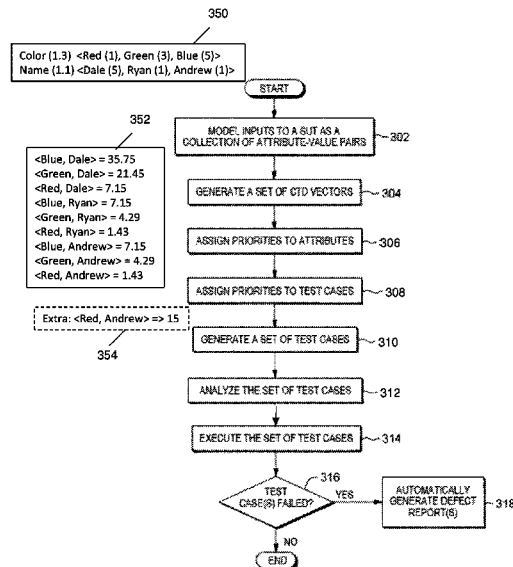 350
Color (1.3) <Red (1), Green (3), Blue (5)>
Name (1.1) <Dale (5), Ryan (1), Andrew (1)>
START
352
MODEL INPUTS TO A SUT AS A
COLLECTION OF ATTRIBUTE-VALUE PAIRS
302
<Blue, Dale> = 35.75
<Green, Dale> = 21.45
<Red, Dale> = 7.15
<Blue, Ryan> = 7.15
<Green, Ryan> = 4.29
<Red, Ryan> = 1.43
<Blue, Andrew> = 7.15
<Green, Andrew> = 4.29
<Red, Andrew> = 1.43
GENERATE A SET OF CTD VECTORS
304
ASSIGN PRIORITIES TO ATTRIBUTES
306
ASSIGN PRIORITIES TO TEST CASES
308
Extra: <Red, Andrew> => 15
354
GENERATE A SET OF TEST CASES
310
ANALYZE THE SET OF TEST CASES
312
EXECUTE THE SET OF TEST CASES
314
316
TEST
CASE(S) FAILED?
YES
AUTOMATICALLY
GENERATE DEFECT
REPORT(S)
318
NO
END